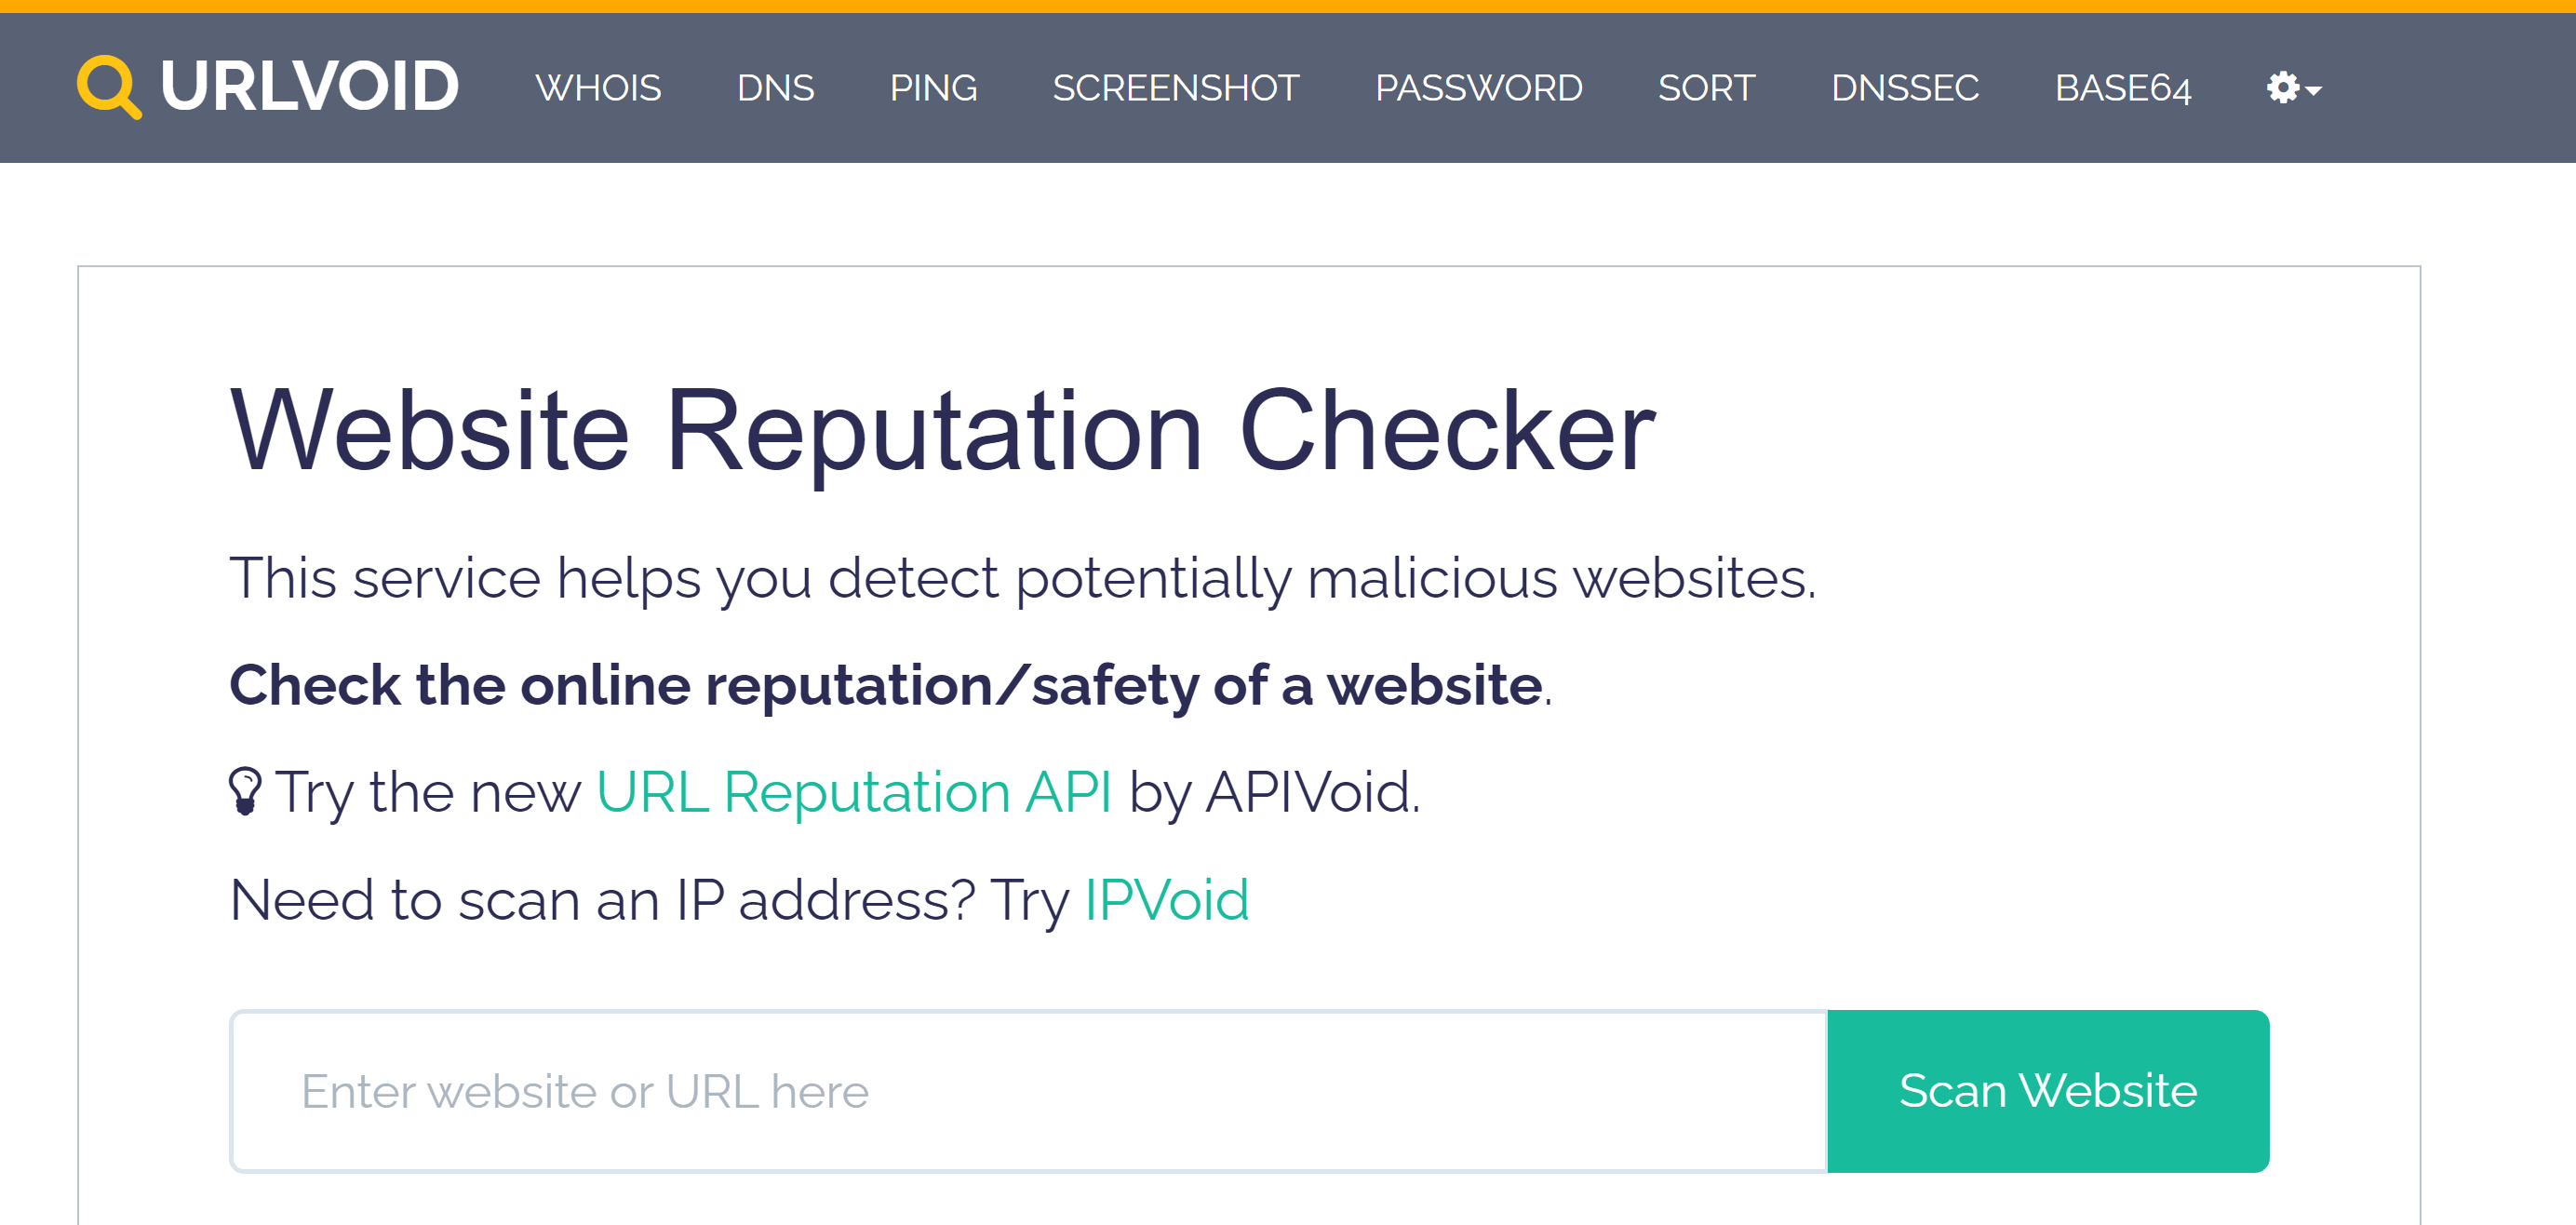 URLVOID WHOIS DNS PING SCREENSHOT PASSWORD SORT DNSSEC BASE64
Website Reputation Checker
This service helps you detect potentially malicious websites.
Check the online reputation/safety of a website.
Try the new URL Reputation API by APIVoid.
Need to scan an IP address? Try IPVoid
Enter website or URL here Scan Website